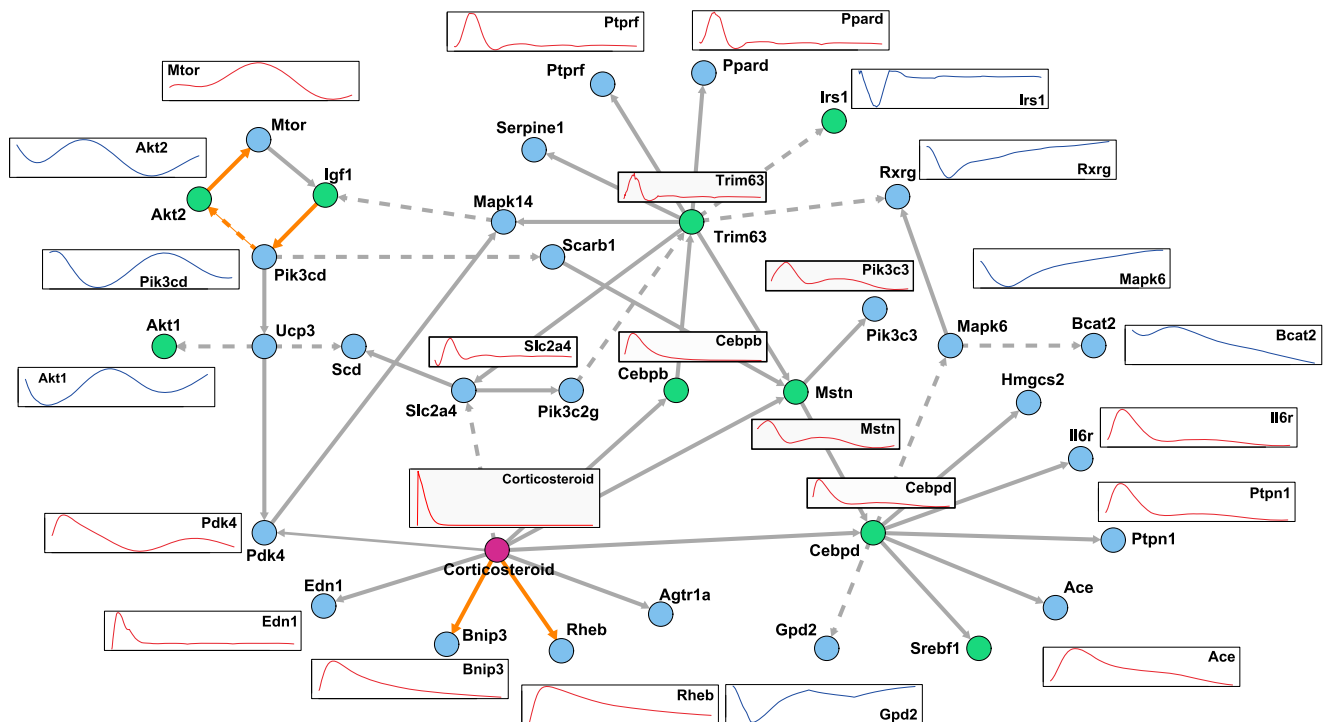 Ptprf
Ppard
Mtor
Ptprf
Ppard
Irs1
Irs1
Mtor
Serpine1
Akt2
Igf1
Rxrg
Rxrg
Trim63
Akt2
Mapk14
Trim63
Scarb1
Pik3cd
Pik3cd
Pik3c3
Mapk6
Akt1
Ucp3
Pik3c3
Mapk6
Bcat2
Bcat2
Scd
Slc2a4
Cebpb
Akt1
Cebpb
Slc2a4
Pik3c2g
Mstn
Hmgcs2
Mstn
Il6r
Il6r
Corticosteroid
Cebpd
Ptpn1
Pdk4
Pdk4
Cebpd
Ptpn1
Corticosteroid
Edn1
Agtr1a
Ace
Edn1
Bnip3
Rheb
Gpd2
Srebf1
Bnip3
Ace
Rheb
Gpd2